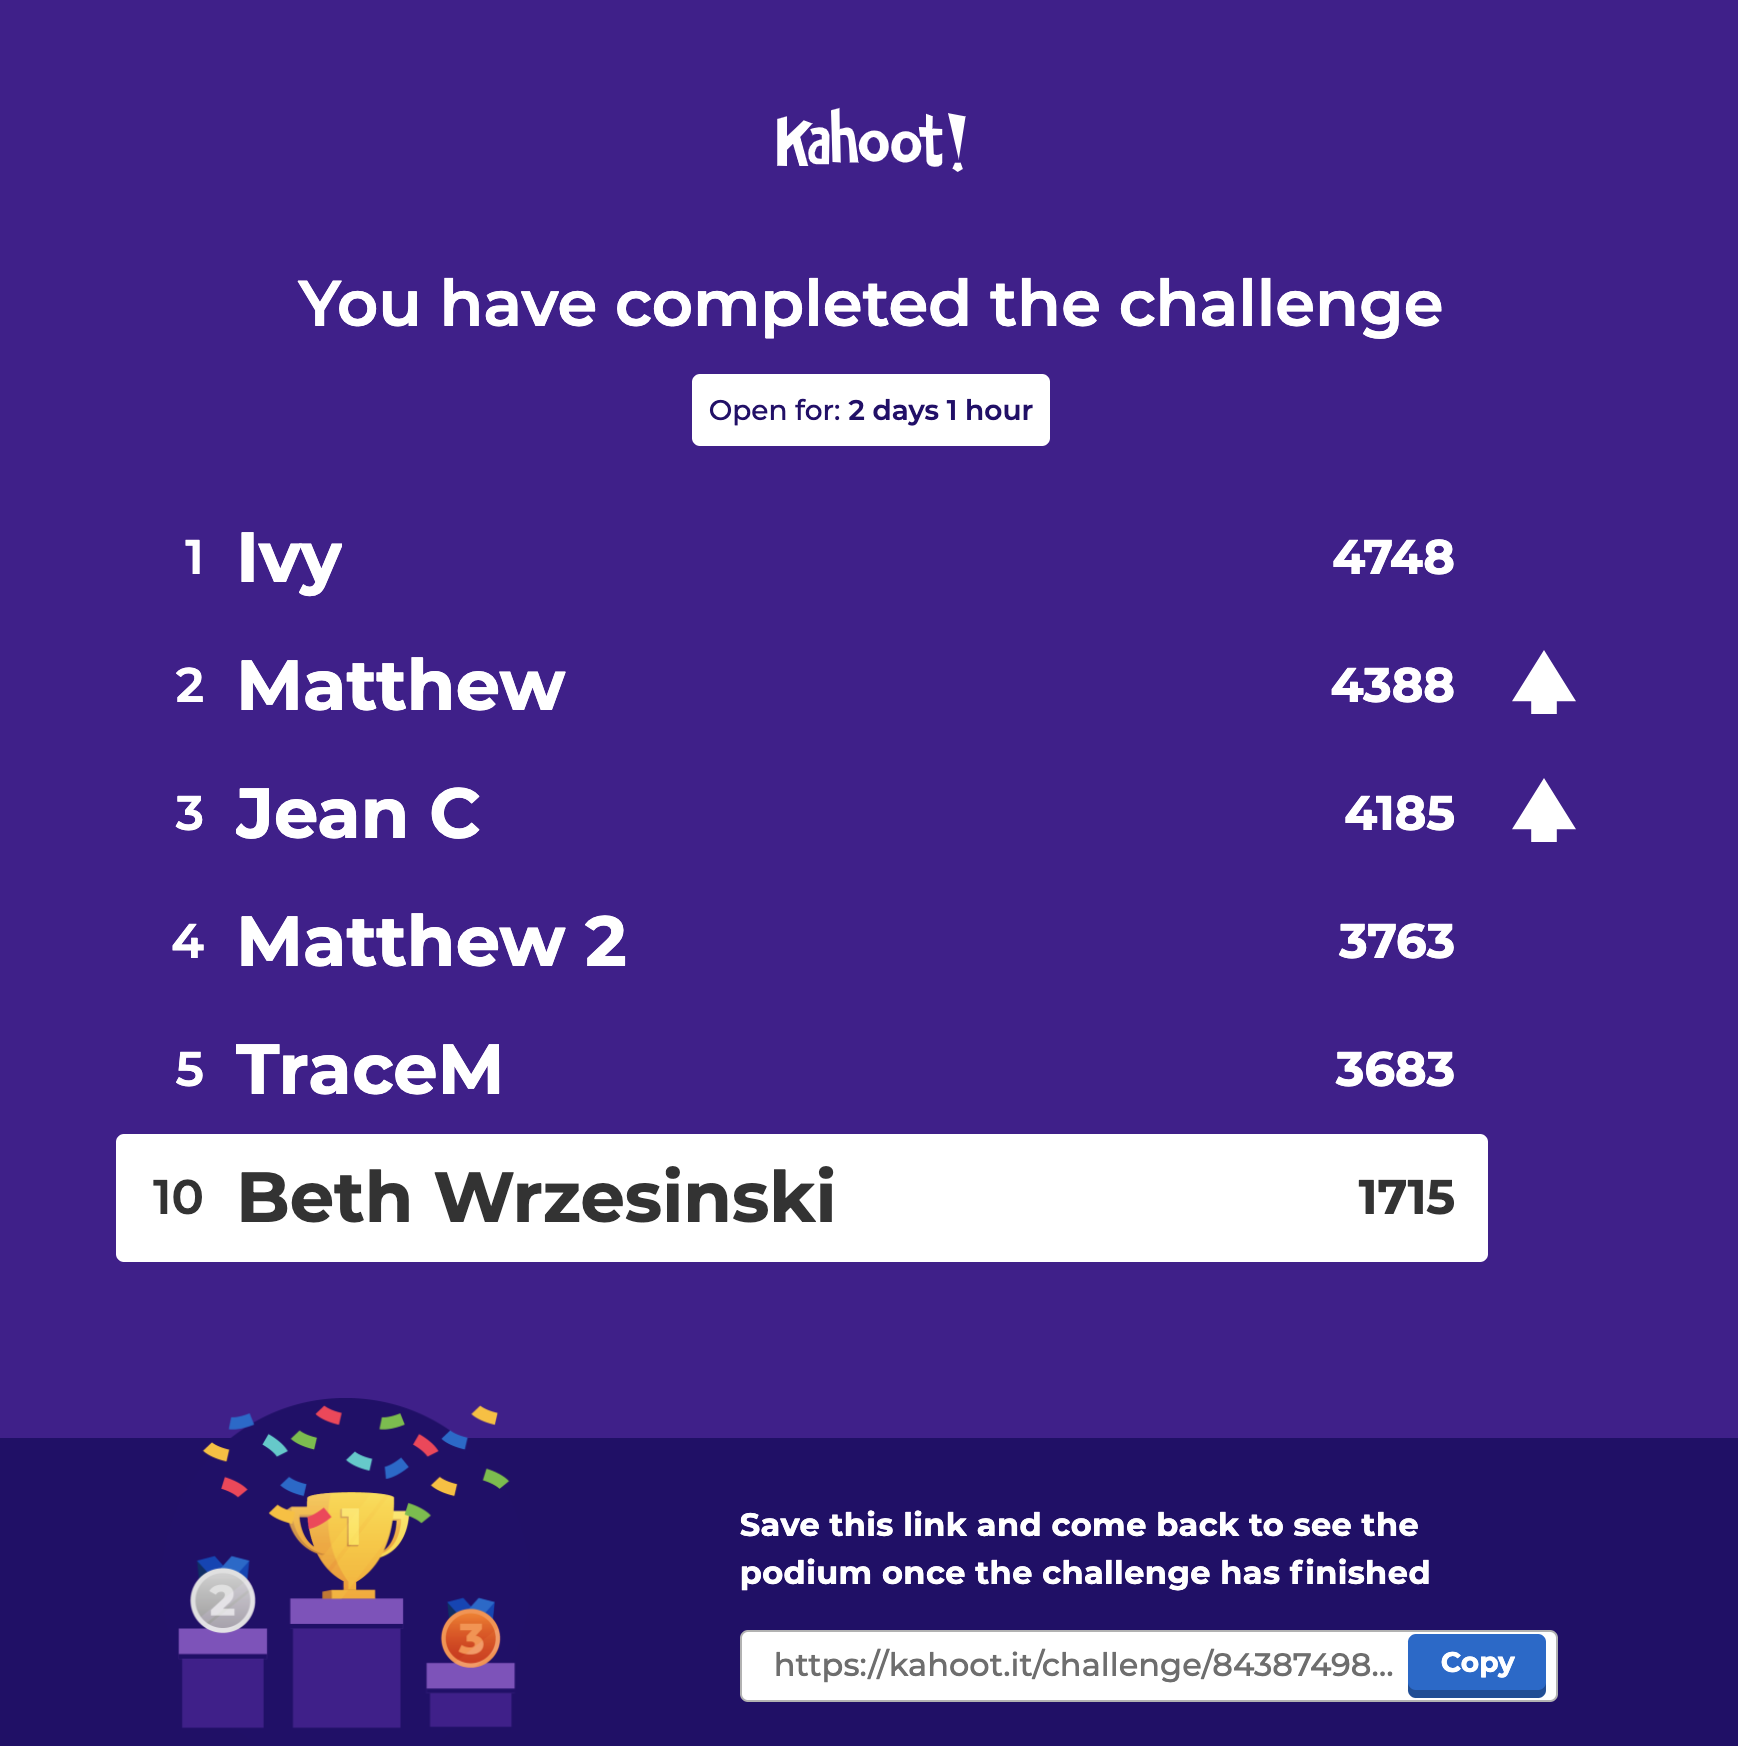 Kahoot!
You have completed the challenge
Open for: 2 days 1 hour
1 Ivy 4748
2 Matthew 4388
3 Jean C 4185
4 Matthew 2 3763
5 TraceM 3683
10 Beth Wrzesinski 1715
1
2
3
Save this link and come back to see the
podium once the challenge has finished
https://kahoot.it/challenge/84387498... Copy